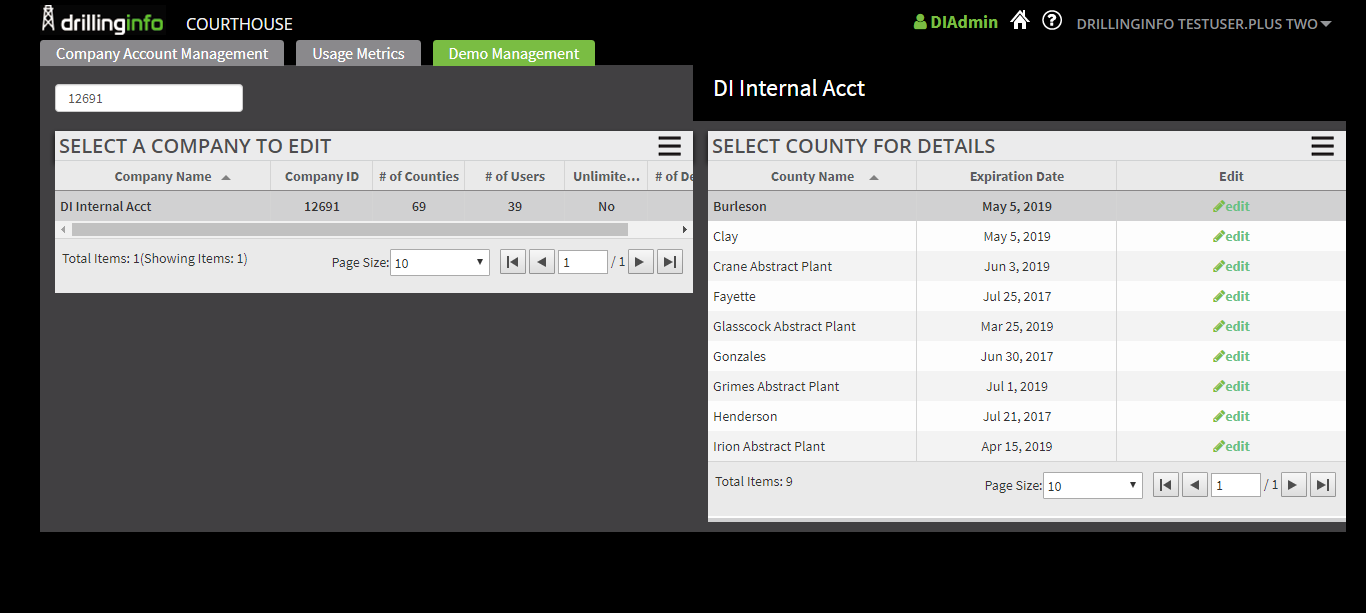 drillinginfo COURTHOUSE DIAdmin DRILLINGINFO TESTUSER.PLUS TWO
Company Account Management Usage Metrics Demo Management
12691
DI Internal Acct
SELECT A COMPANY TO EDIT
Company Name Company ID # of Counties # of Users Unlimite... # of De
DI Internal Acct 12691 69 39 No
Total Items: 1(Showing Items: 1) Page Size: 10 1 / 1
SELECT COUNTY FOR DETAILS
County Name Expiration Date Edit
Burleson May 5, 2019 edit
Clay May 5, 2019 edit
Crane Abstract Plant Jun 3, 2019 edit
Fayette Jul 25, 2017 edit
Glasscock Abstract Plant Mar 25, 2019 edit
Gonzales Jun 30, 2017 edit
Grimes Abstract Plant Jul 1, 2019 edit
Henderson Jul 21, 2017 edit
Irion Abstract Plant Apr 15, 2019 edit
Total Items: 9 Page Size: 10 1 / 1